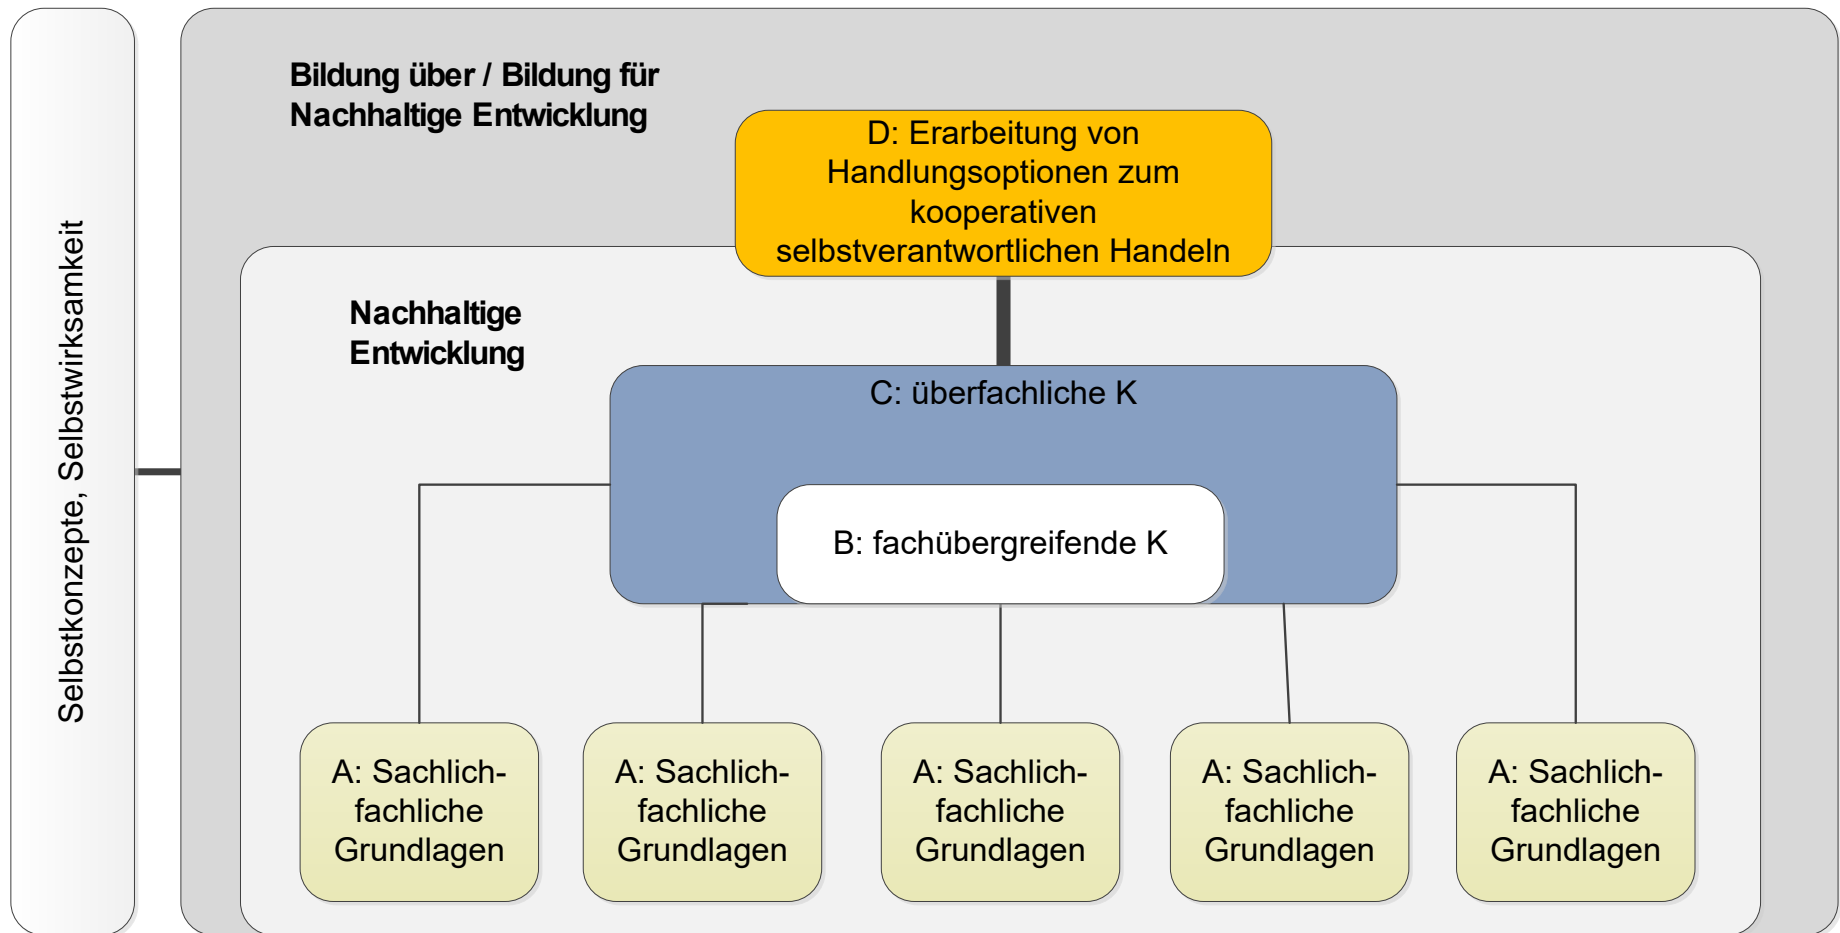 Selbstkonzepte, Selbstwirksamkeit
Bildung über / Bildung für
Nachhaltige Entwicklung
D: Erarbeitung von
Handlungsoptionen zum
kooperativen
selbstverantwortlichen Handeln
Nachhaltige
Entwicklung
C: überfachliche K
B: fachübergreifende K
A: Sachlich-
fachliche
Grundlagen
A: Sachlich-
fachliche
Grundlagen
A: Sachlich-
fachliche
Grundlagen
A: Sachlich-
fachliche
Grundlagen
A: Sachlich-
fachliche
Grundlagen